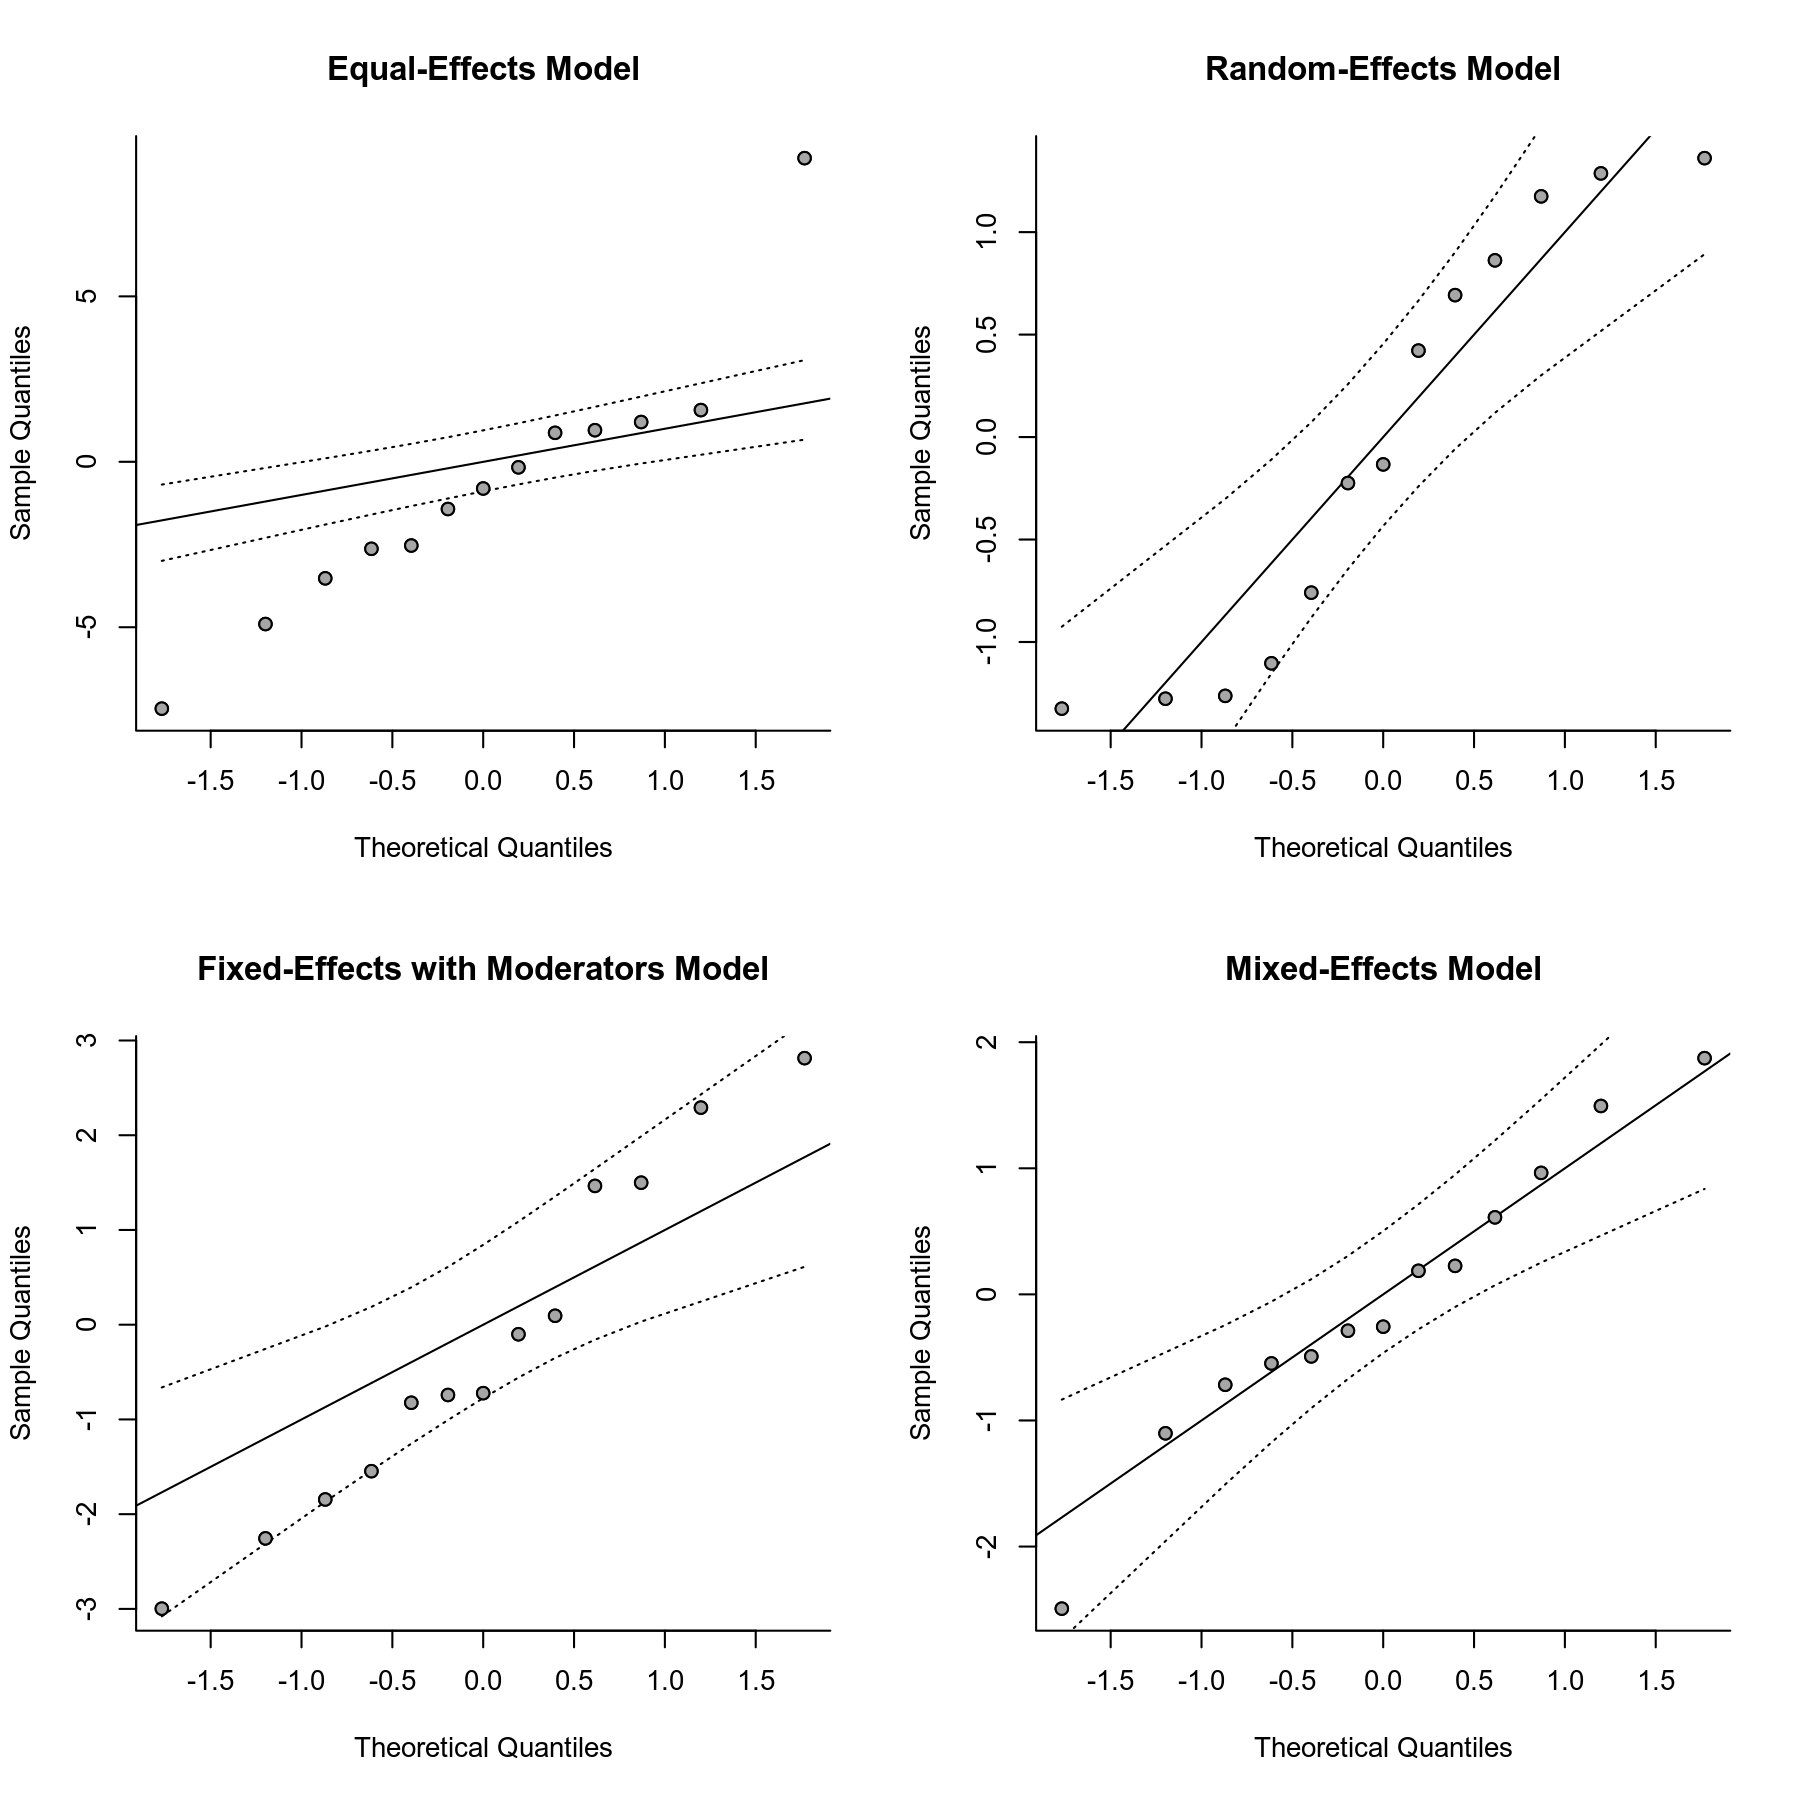 Equal-Effects Model
Sample Quantiles
5
0
-5
-1.5 -1.0 -0.5 0.0 0.5 1.0 1.5
Theoretical Quantiles
Random-Effects Model
Sample Quantiles
1.0
0.5
0.0
-0.5
-1.0
-1.5 -1.0 -0.5 0.0 0.5 1.0 1.5
Theoretical Quantiles
Fixed-Effects with Moderators Model
Sample Quantiles
3
2
1
0
-1
-2
-3
-1.5 -1.0 -0.5 0.0 0.5 1.0 1.5
Theoretical Quantiles
Mixed-Effects Model
Sample Quantiles
2
1
0
-1
-2
-1.5 -1.0 -0.5 0.0 0.5 1.0 1.5
Theoretical Quantiles